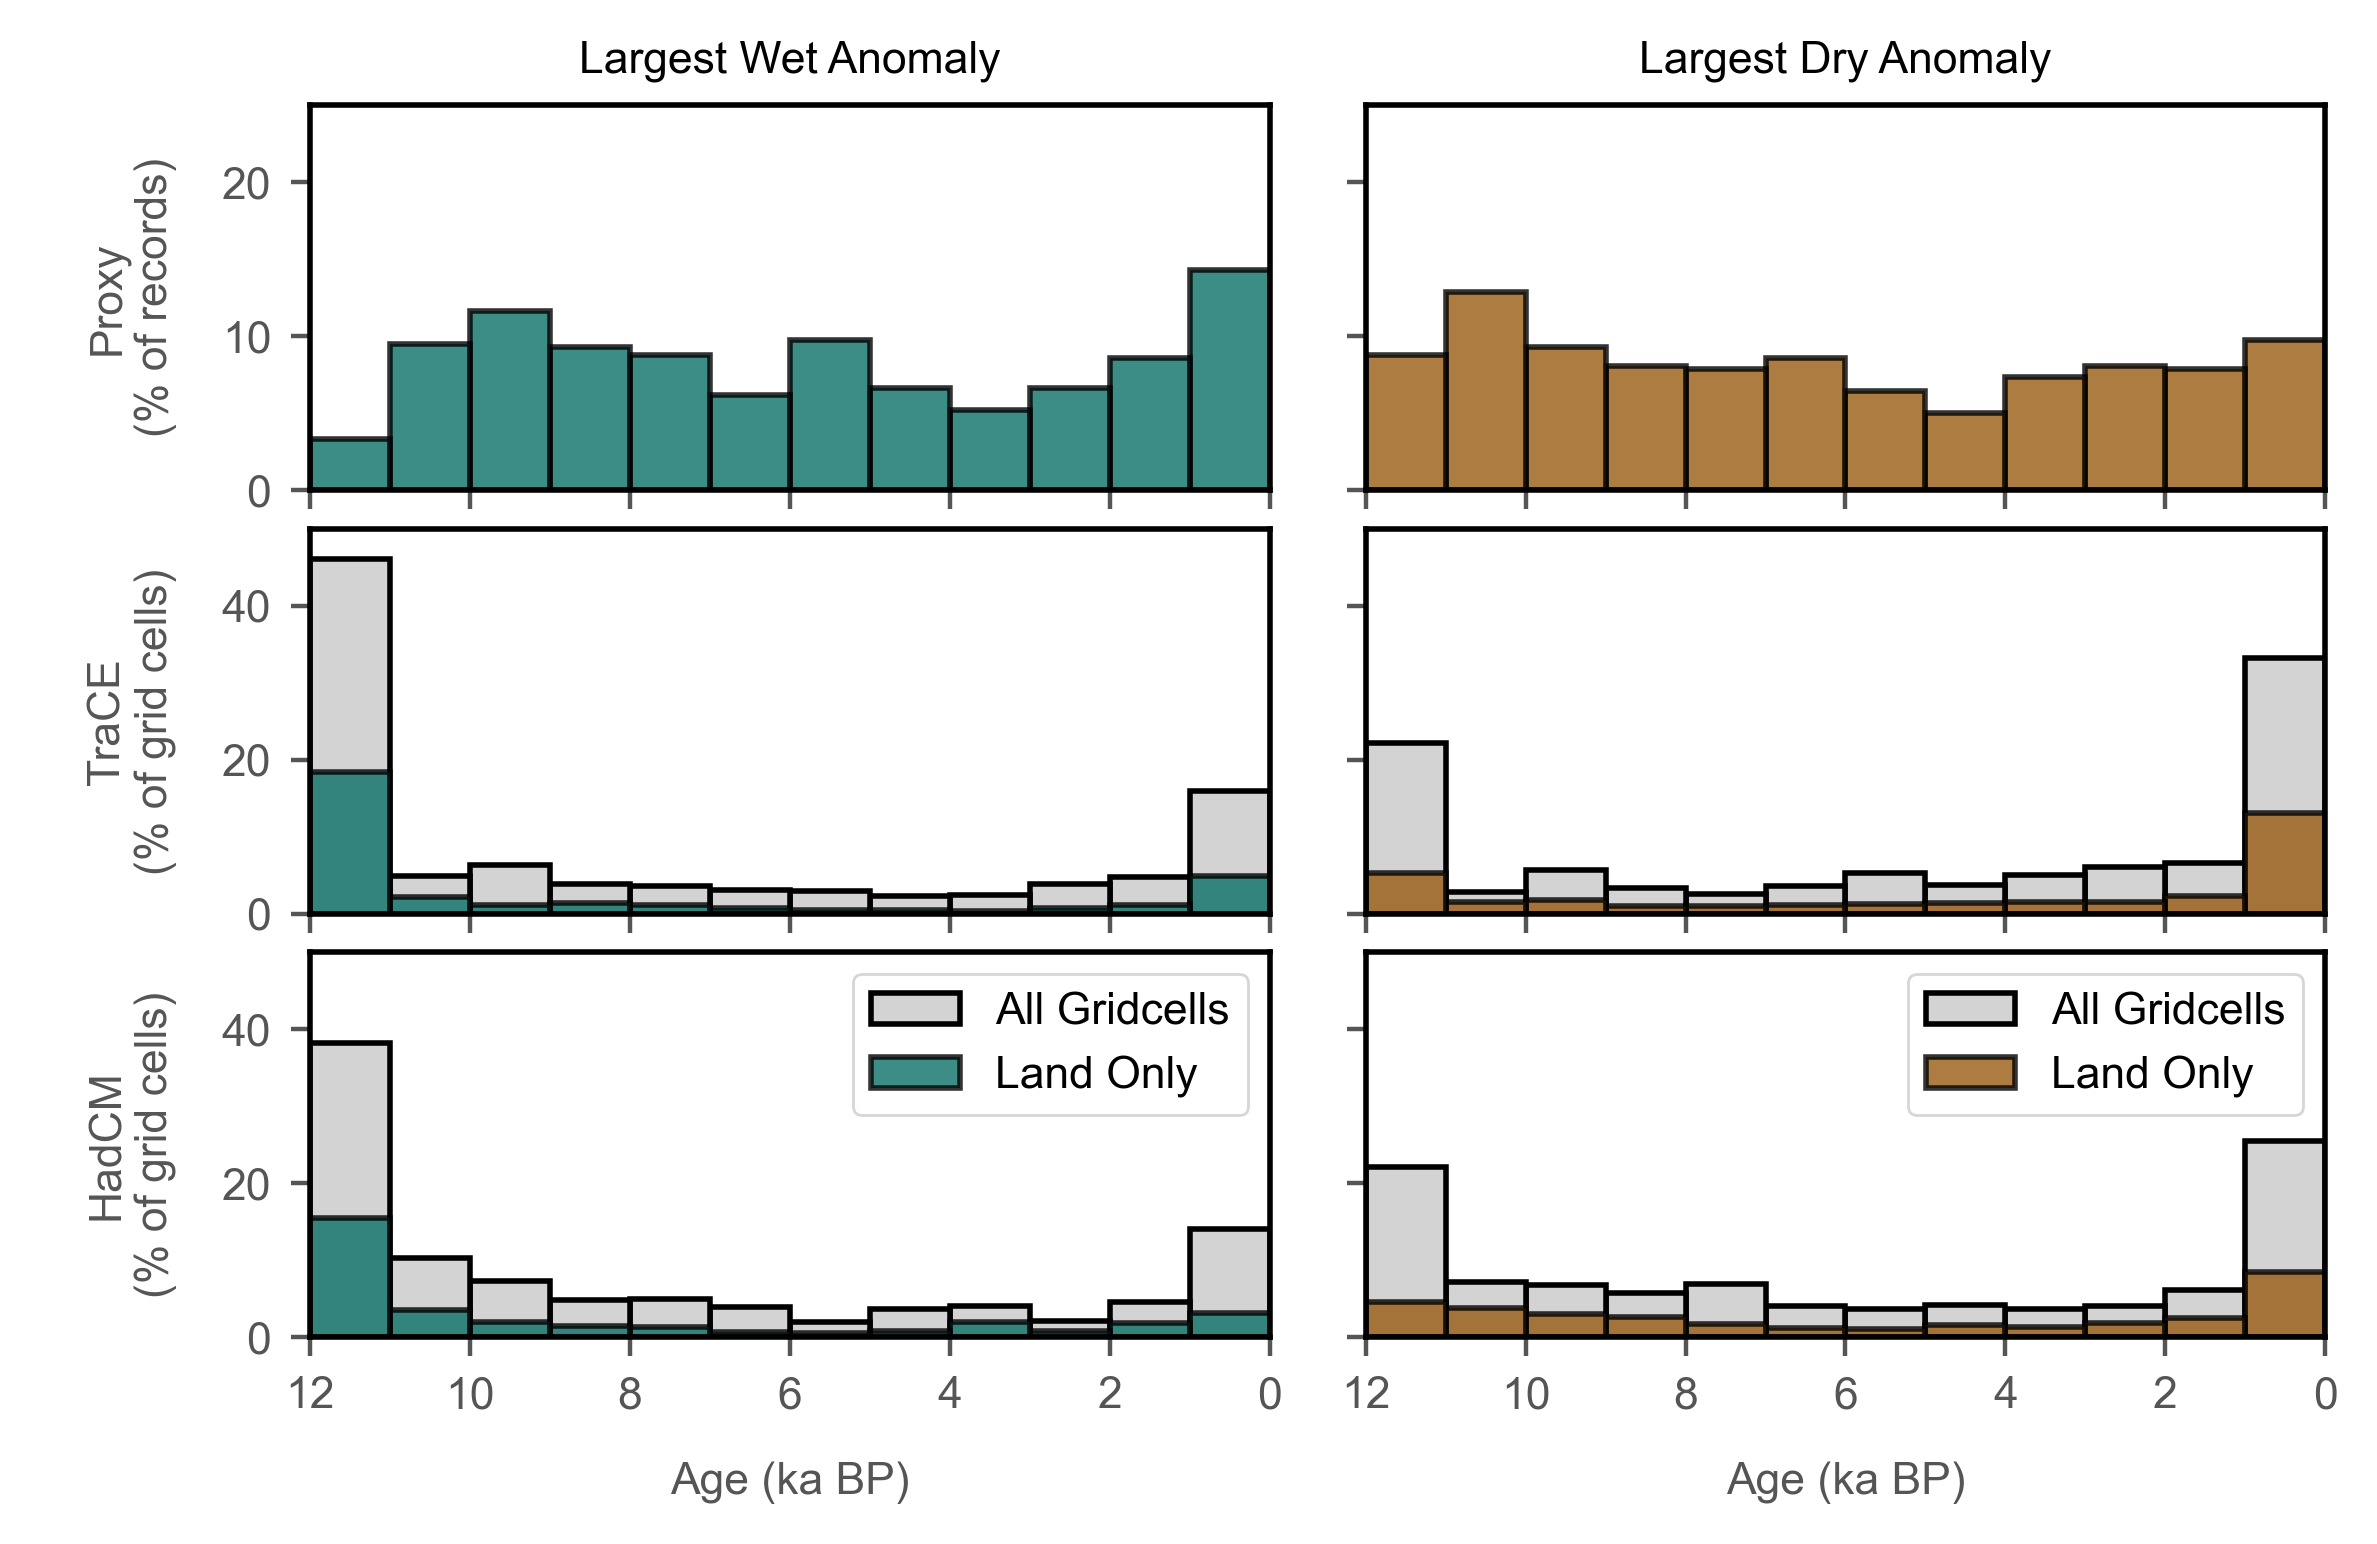 Largest Wet Anomaly
Largest Dry Anomaly
Proxy
(% of records)
20
10
0
TraCE
(% of grid cells)
40
20
0
HadCM
(% of grid cells)
40
20
0
All Gridcells
Land Only
All Gridcells
Land Only
12 10 8 6 4 2 0
12 10 8 6 4 2 0
Age (ka BP)
Age (ka BP)